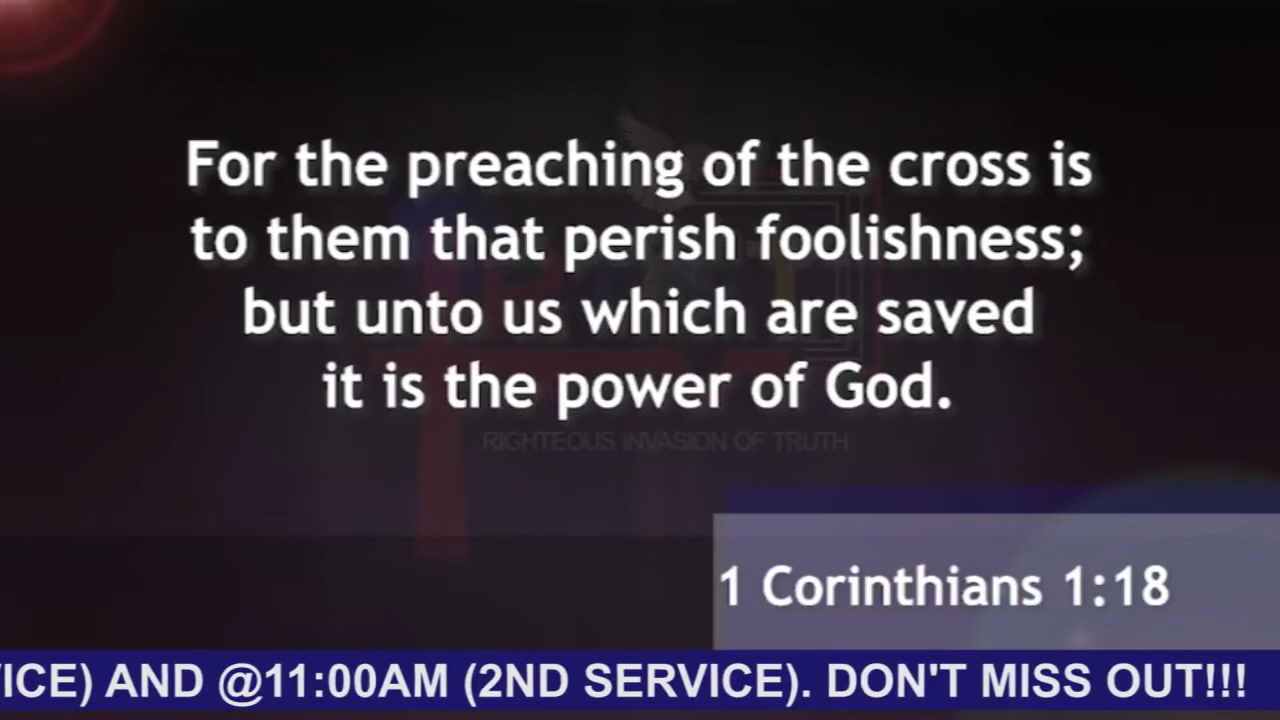 For the preaching of the cross is
to them that perish foolishness;
but unto us which are saved
it is the power of God.
RIGHTEOUS INVASION OF TRUTH
1 Corinthians 1:18
VICE) AND @11:00AM (2ND SERVICE). DON'T MISS OUT!!!